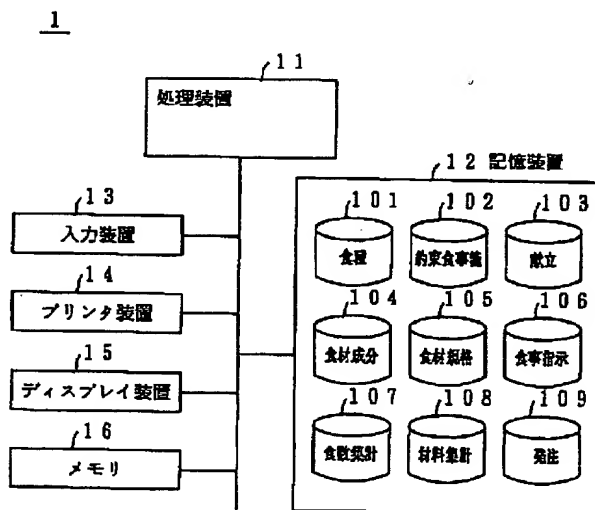 1
11
処理装置
12 記憶装置
13
入力装置
14
プリンタ装置
15
ディスプレイ装置
16
メモリ
101 102 103
食種 約束食事箋 献立
104 105 106
食材成分 食材規格 食事指示
107 108 109
食数集計 材料集計 発注